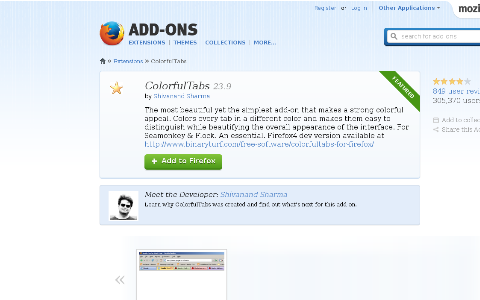 Register or Log in Other Applications mozi
ADD-ONS
EXTENSIONS | THEMES | COLLECTIONS | MORE...
search for add-ons
» Extensions » ColorfulTabs
FEATURED
ColorfulTabs 23.9
by Shivanand Sharma
The most beautiful yet the simplest add-on that makes a strong colorful
appeal. Colors every tab in a different color and makes them easy to
distinguish while beautifying the overall appearance of the interface. For
Seamonkey & Flock. An essential. Firefox4 dev version available at
http://www.binaryturf.com/free-software/colorfultabs-for-firefox/
+ Add to Firefox
849 user revi
305,370 users
Add to collec
Share this Ad
Meet the Developer: Shivanand Sharma
Learn why ColorfulTabs was created and find out what's next for this add-on.
«